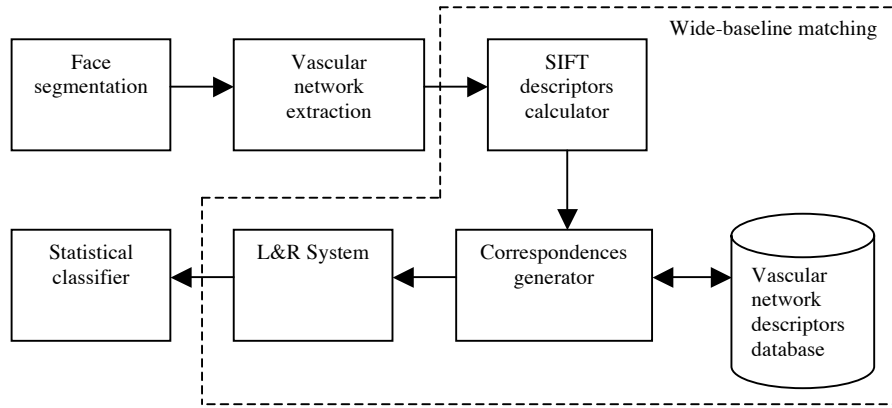 Wide-baseline matching
Face
segmentation
Vascular
network
extraction
SIFT
descriptors
calculator
Statistical
classifier
L&R System
Correspondences
generator
Vascular
network
descriptors
database